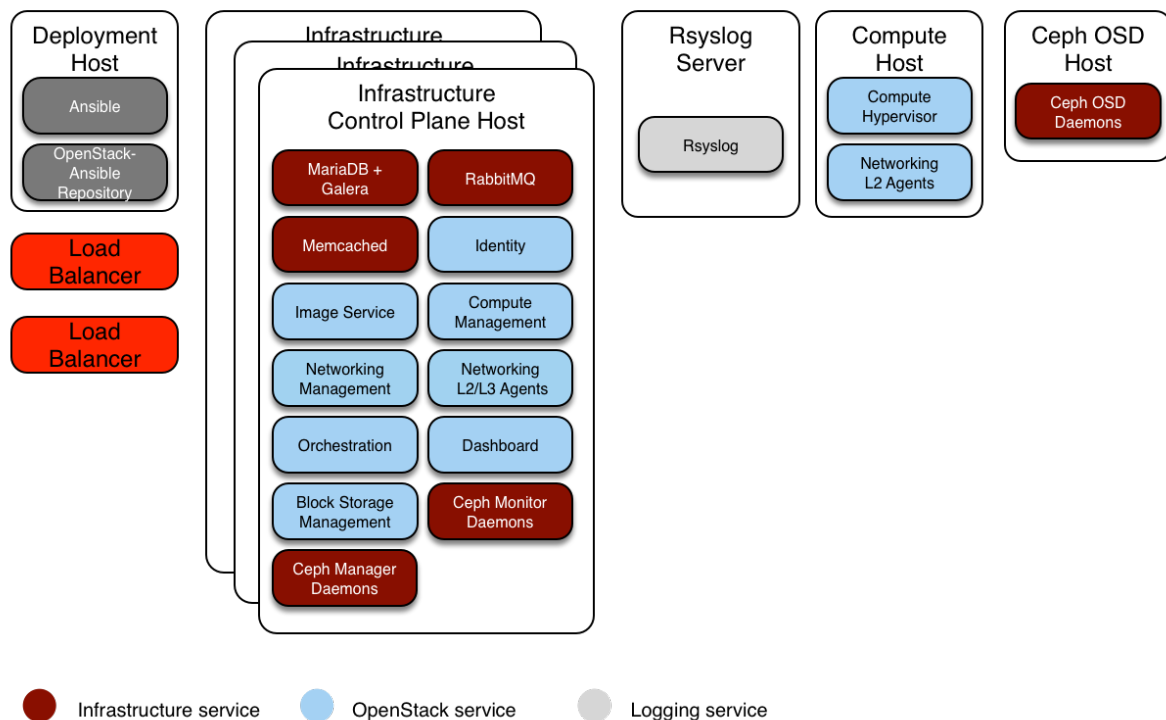 Deployment
Host
Ansible
OpenStack-
Ansible
Repository
Load
Balancer
Load
Balancer
Infrastructure
Infrastructure
Infrastructure
Control Plane Host
MariaDB +
Galera
RabbitMQ
Memcached
Identity
Image Service
Compute
Management
Networking
Management
Networking
L2/L3 Agents
Orchestration
Dashboard
Block Storage
Management
Ceph Monitor
Daemons
Ceph Manager
Daemons
Rsyslog
Server
Rsyslog
Compute
Host
Compute
Hypervisor
Networking
L2 Agents
Ceph OSD
Host
Ceph OSD
Daemons
Infrastructure service
OpenStack service
Logging service